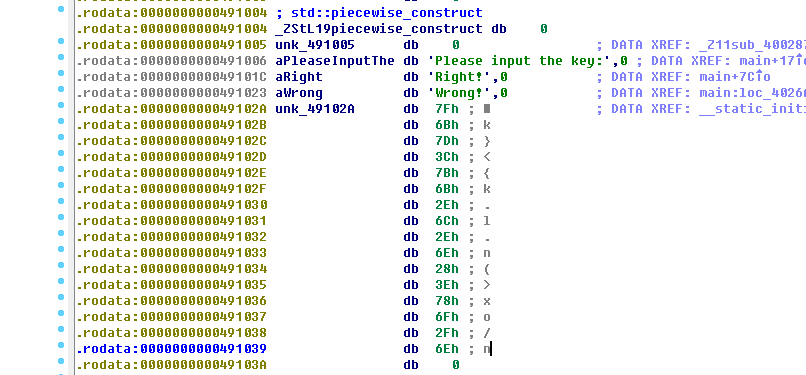 .rodata:0000000000491004 ; std::piecewise_construct
.rodata:0000000000491004 _ZStL19piecewise_construct db 0
.rodata:0000000000491005 unk_491005 db 0 ; DATA XREF: _Z11sub_400287
.rodata:0000000000491006 aPleaseInputThe db 'Please input the key:',0 ; DATA XREF: main+17↑o
.rodata:000000000049101C aRight db 'Right!',0 ; DATA XREF: main+7C↑o
.rodata:0000000000491023 aWrong db 'Wrong!',0 ; DATA XREF: main:loc_4026
.rodata:000000000049102A unk_49102A db 7Fh ; DATA XREF: __static_init
.rodata:000000000049102B db 6Bh ; k
.rodata:000000000049102C db 7Dh ; }
.rodata:000000000049102D db 3Ch ; <
.rodata:000000000049102E db 7Bh ; {
.rodata:000000000049102F db 6Bh ; k
.rodata:0000000000491030 db 2Eh ; .
.rodata:0000000000491031 db 6Ch ; l
.rodata:0000000000491032 db 2Eh ; .
.rodata:0000000000491033 db 6Eh ; n
.rodata:0000000000491034 db 28h ; (
.rodata:0000000000491035 db 3Eh ; >
.rodata:0000000000491036 db 78h ; x
.rodata:0000000000491037 db 6Fh ; o
.rodata:0000000000491038 db 2Fh ; /
.rodata:0000000000491039 db 6Eh ; n
.rodata:000000000049103A db 0